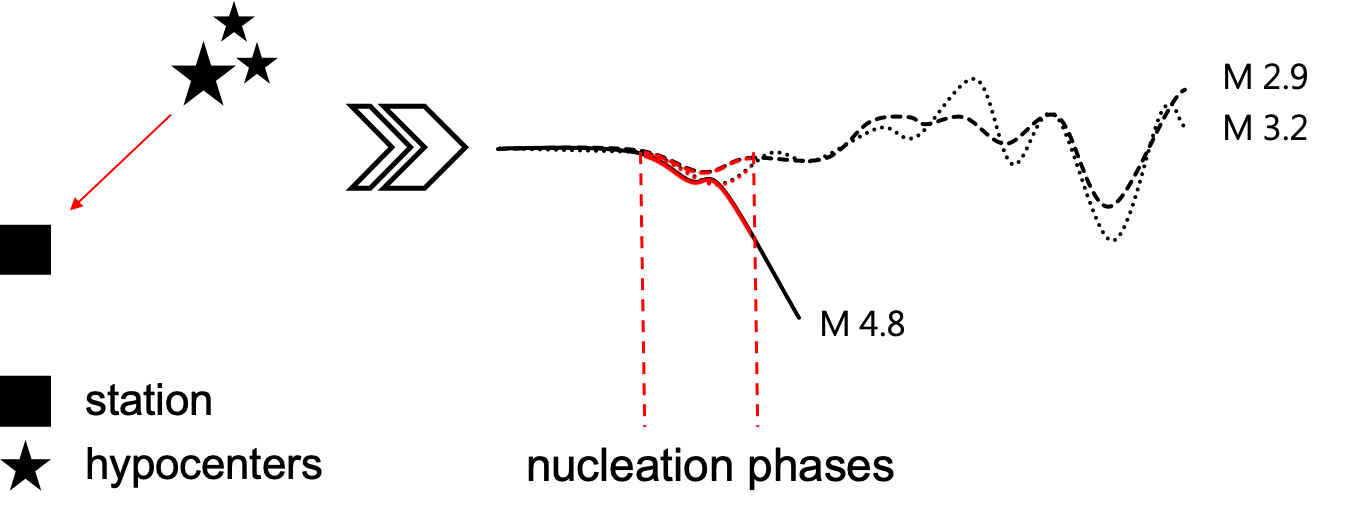 M 2.9
M 3.2
M 4.8
station
hypocenters
nucleation phases